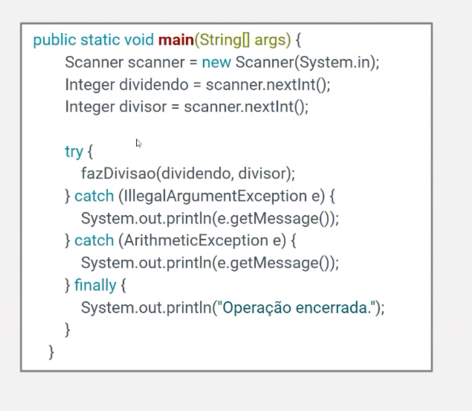 public static void main(String[] args) {
Scanner scanner = new Scanner(System.in);
Integer dividendo = scanner.nextInt();
Integer divisor = scanner.nextInt();
try {
fazDivisao(dividendo, divisor);
} catch (IllegalArgumentException e) {
System.out.println(e.getMessage());
} catch (ArithmeticException e) {
System.out.println(e.getMessage());
} finally {
System.out.println("Operação encerrada.");
}
}